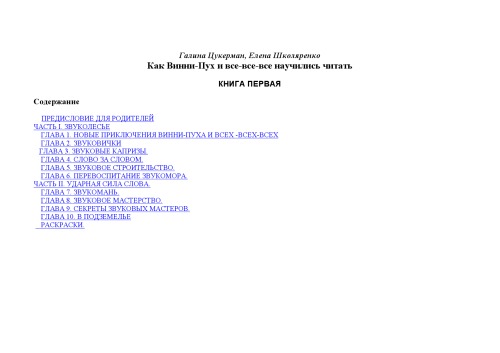 Галина Цукерман, Елена Школяренко
Как Винни-Пух и все-все-все научились читать
КНИГА ПЕРВАЯ
Содержание
ПРЕДИСЛОВИЕ ДЛЯ РОДИТЕЛЕЙ
ЧАСТЬ I. ЗВУКОЛЕСЬЕ
ГЛАВА 1. НОВЫЕ ПРИКЛЮЧЕНИЯ ВИННИ-ПУХА И ВСЕХ -ВСЕХ-ВСЕХ
ГЛАВА 2. ЗВУКОВИЧКИ
ГЛАВА 3. ЗВУКОВЫЕ КАПРИЗЫ.
ГЛАВА 4. СЛОВО ЗА СЛОВОМ.
ГЛАВА 5. ЗВУКОВОЕ СТРОИТЕЛЬСТВО.
ГЛАВА 6. ПЕРЕВОСПИТАНИЕ ЗВУКОМОРА.
ЧАСТЬ II. УДАРНАЯ СИЛА СЛОВА.
ГЛАВА 7. ЗВУКОМАНЬ.
ГЛАВА 8. ЗВУКОВОЕ МАСТЕРСТВО.
ГЛАВА 9. СЕКРЕТЫ ЗВУКОВЫХ МАСТЕРОВ.
ГЛАВА 10. В ПОДЗЕМЕЛЬЕ
РАСКРАСКИ